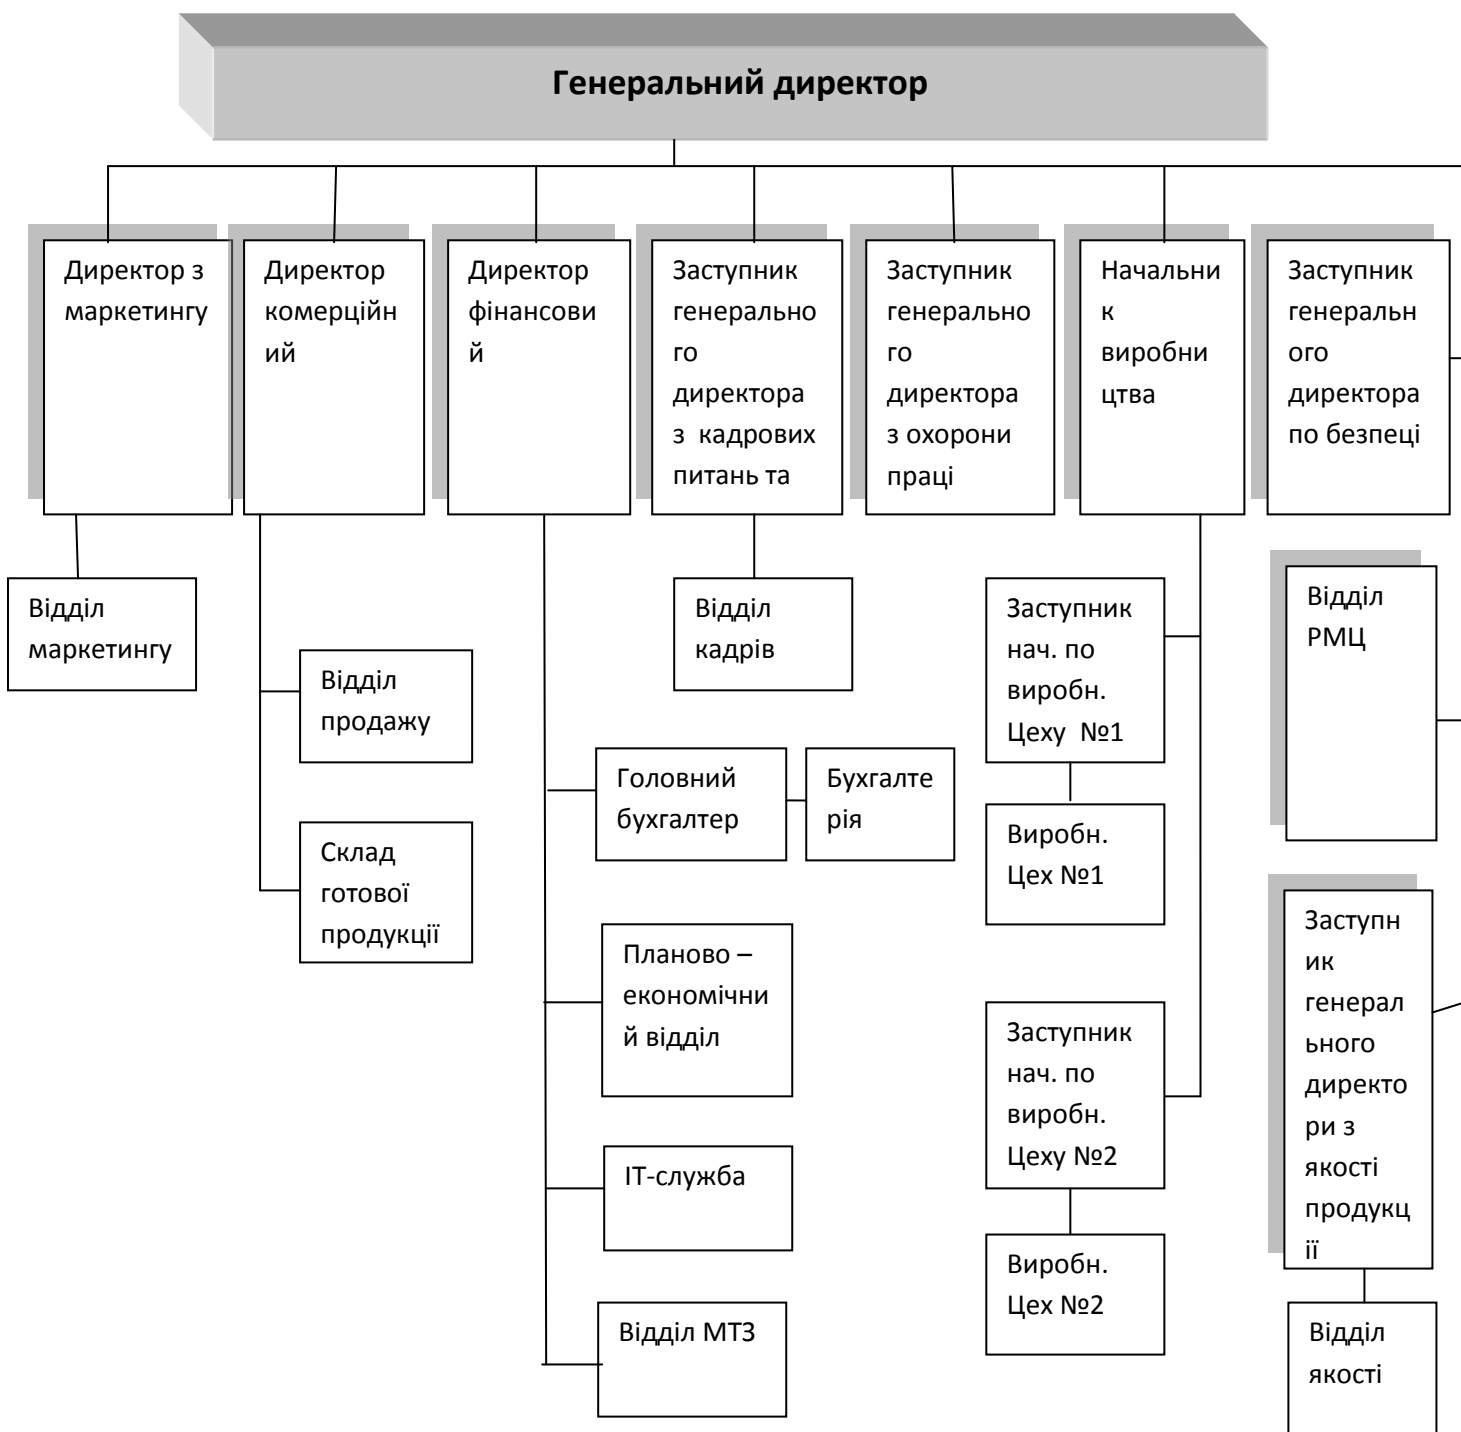 Генеральний директор
Директор з
маркетингу
Директор
комерційн
ий
Директор
фінансови
й
Заступник
генерально
го
директора
з кадрових
питань та
Заступник
генерально
го
директора
з охорони
праці
Начальни
к
виробни
цтва
Заступник
генеральн
ого
директора
по безпеці
Відділ
маркетингу
Відділ
продажу
Склад
готової
продукції
Відділ
кадрів
Головний
бухгалтер
Бухгалте
рія
Планово –
економічни
й відділ
ІТ-служба
Відділ МТЗ
Заступник
нач. по
виробн.
Цеху №1
Виробн.
Цех №1
Заступник
нач. по
виробн.
Цеху №2
Виробн.
Цех №2
Відділ
РМЦ
Заступн
ик
генерал
ьного
директо
ри з
якості
продукц
ії
Відділ
якості